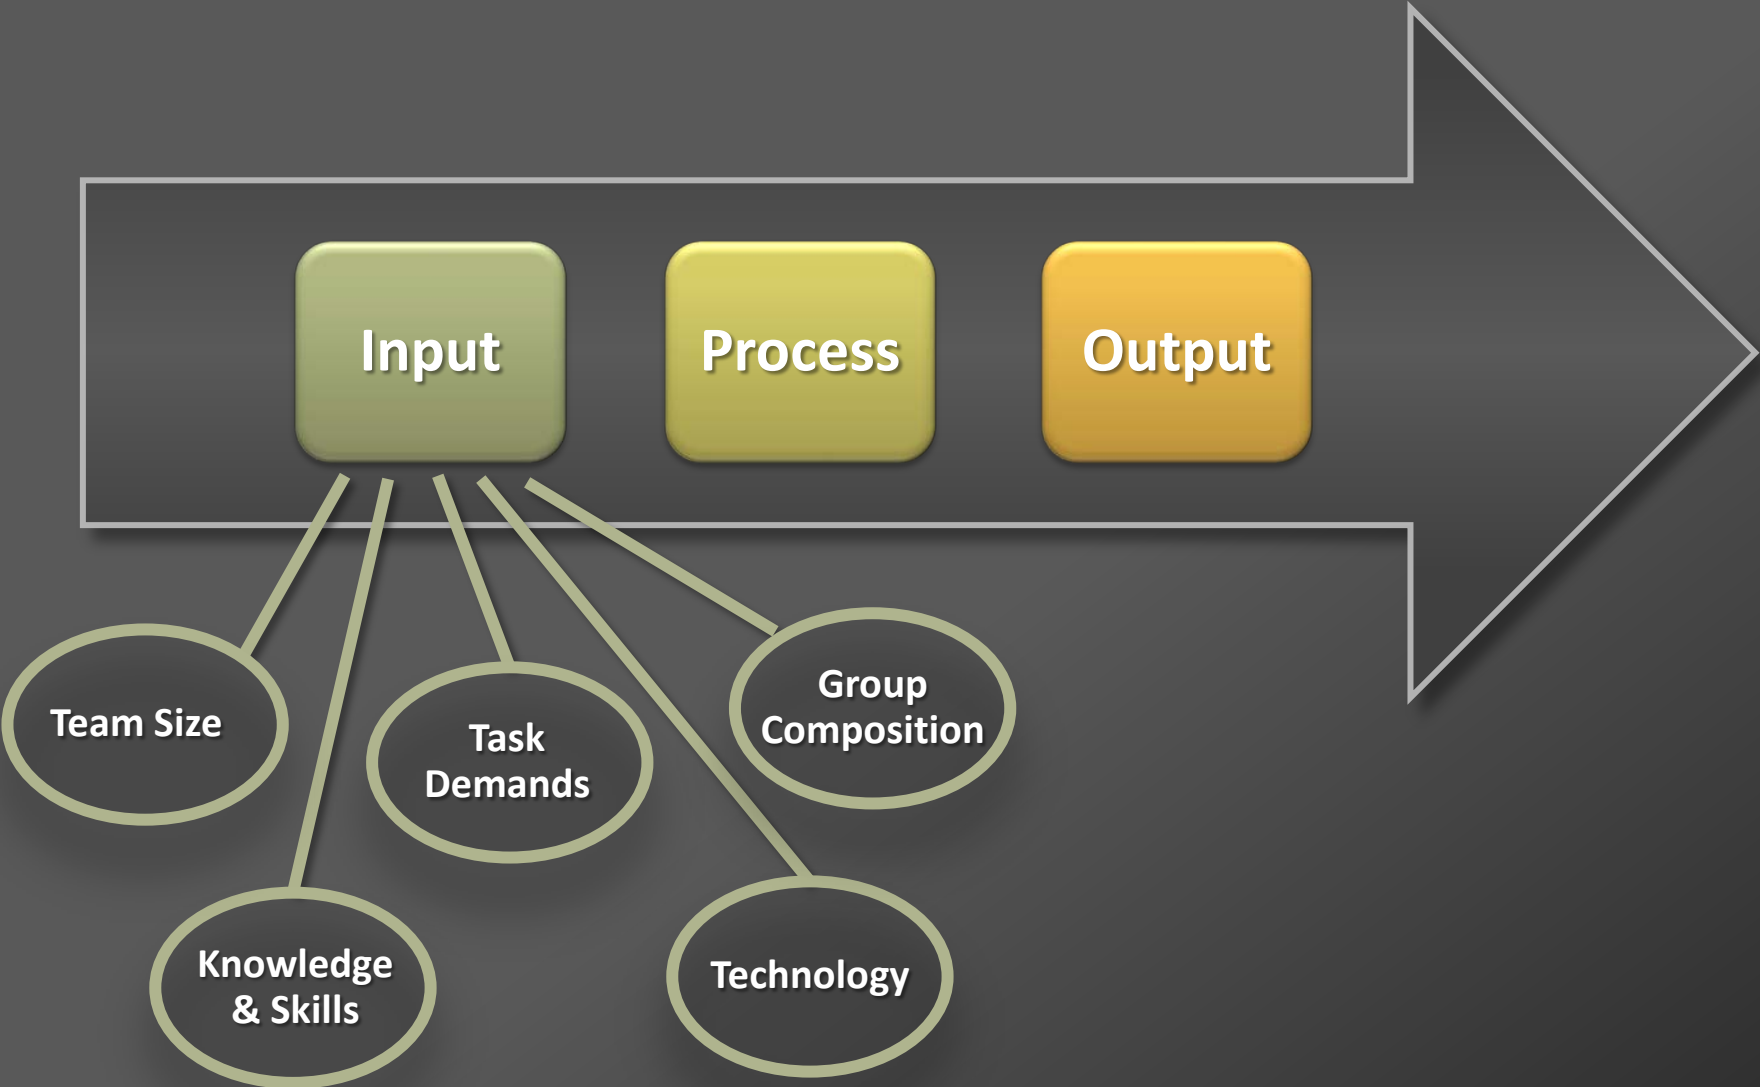 Input
Process
Output
Team Size
Knowledge
& Skills
Task
Demands
Technology
Group
Composition